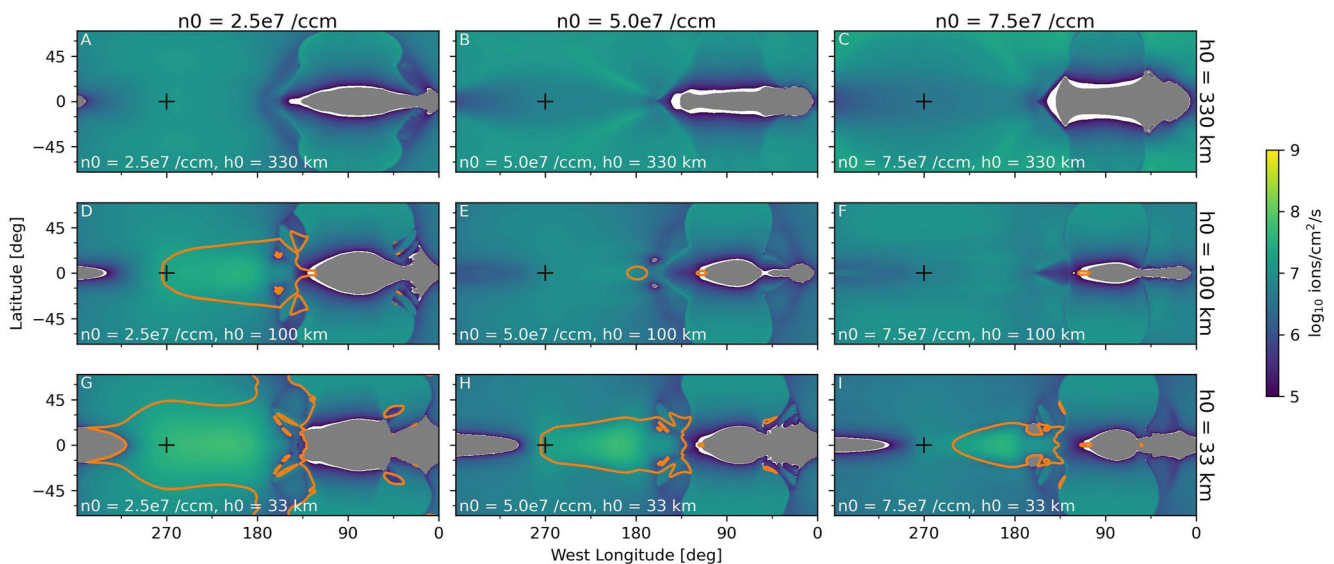 n0 = 2.5e7 /ccm
n0 = 5.0e7 /ccm
n0 = 7.5e7 /ccm
A
B
C
45
0
−45
n0 = 2.5e7 /ccm, h0 = 330 km
n0 = 5.0e7 /ccm, h0 = 330 km
n0 = 7.5e7 /ccm, h0 = 330 km
h0 = 330 km
D
E
F
Latitude [deg]
45
0
−45
n0 = 2.5e7 /ccm, h0 = 100 km
n0 = 5.0e7 /ccm, h0 = 100 km
n0 = 7.5e7 /ccm, h0 = 100 km
h0 = 100 km
G
H
I
45
0
−45
n0 = 2.5e7 /ccm, h0 = 33 km
n0 = 5.0e7 /ccm, h0 = 33 km
n0 = 7.5e7 /ccm, h0 = 33 km
h0 = 33 km
270 180 90 0
270 180 90 0
270 180 90 0
West Longitude [deg]
9
8
7
6
5
log₁₀ ions/cm²/s